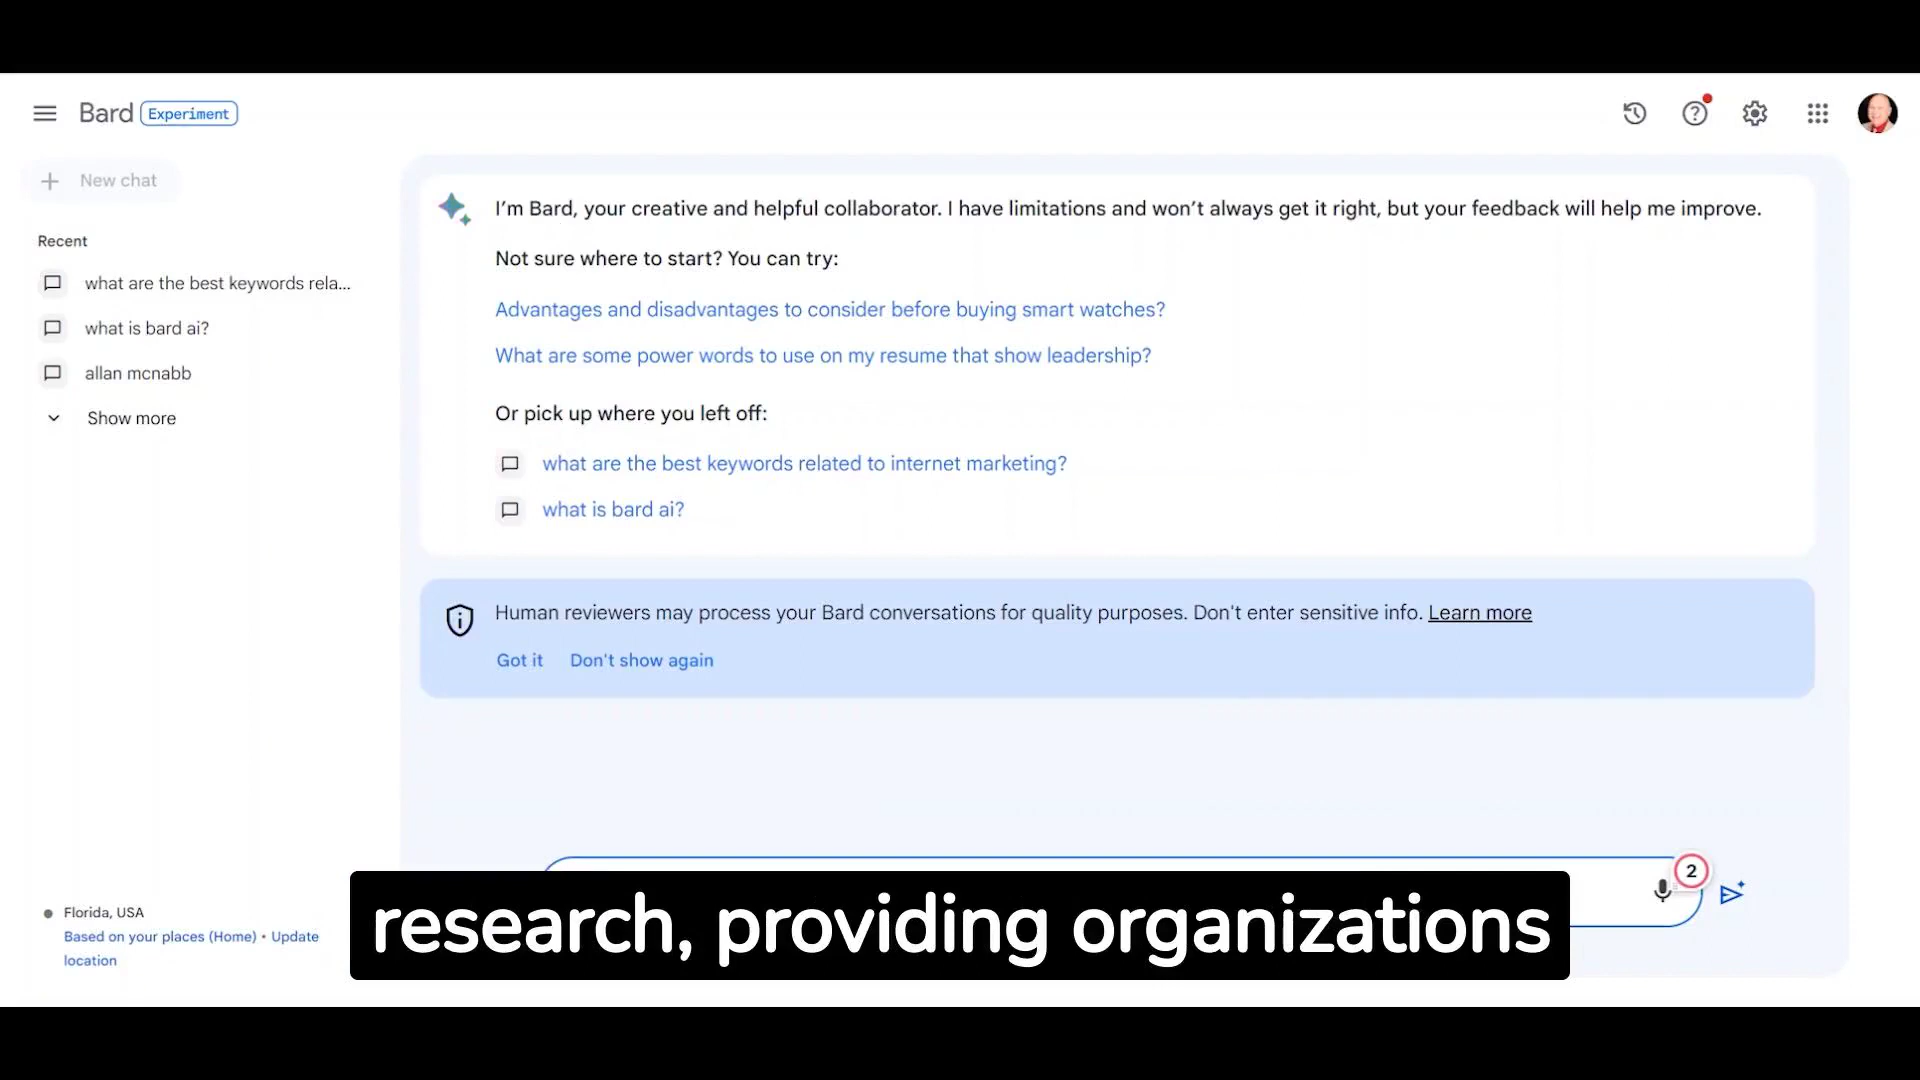 Bard Experiment
New chat
Recent
what are the best keywords rela...
what is bard ai?
allan mcnabb
Show more
I'm Bard, your creative and helpful collaborator. I have limitations and won't always get it right, but your feedback will help me improve.
Not sure where to start? You can try:
Advantages and disadvantages to consider before buying smart watches?
What are some power words to use on my resume that show leadership?
Or pick up where you left off:
what are the best keywords related to internet marketing?
what is bard ai?
Human reviewers may process your Bard conversations for quality purposes. Don't enter sensitive info. Learn more
Got it Don't show again
2
Florida, USA
Based on your places (Home) • Update
location
research, providing organizations